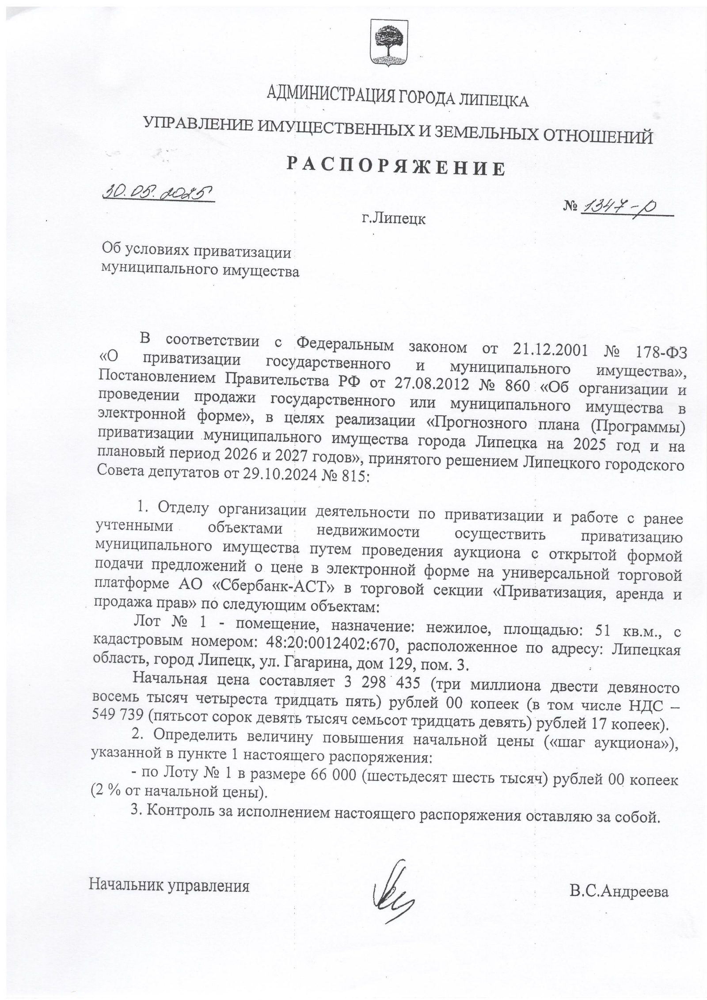 АДМИНИСТРАЦИЯ ГОРОДА ЛИПЕЦКА
УПРАВЛЕНИЕ ИМУЩЕСТВЕННЫХ И ЗЕМЕЛЬНЫХ ОТНОШЕНИЙ
РАСПОРЯЖЕНИЕ
30.05.2025
№ 1347-р
г.Липецк
Об условиях приватизации
муниципального имущества
В соответствии с Федеральным законом от 21.12.2001 № 178-ФЗ
«О приватизации государственного и муниципального имущества»,
Постановлением Правительства РФ от 27.08.2012 № 860 «Об организации и
проведении продажи государственного или муниципального имущества в
электронной форме», в целях реализации «Прогнозного плана (Программы)
приватизации муниципального имущества города Липецка на 2025 год и на
плановый период 2026 и 2027 годов», принятого решением Липецкого городского
Совета депутатов от 29.10.2024 № 815:
1. Отделу организации деятельности по приватизации и работе с ранее
учтенными объектами недвижимости осуществить приватизацию
муниципального имущества путем проведения аукциона с открытой формой
подачи предложений о цене в электронной форме на универсальной торговой
платформе АО «Сбербанк-АСТ» в торговой секции «Приватизация, аренда и
продажа прав» по следующим объектам:
Лот № 1 - помещение, назначение: нежилое, площадью: 51 кв.м., с
кадастровым номером: 48:20:0012402:670, расположенное по адресу: Липецкая
область, город Липецк, ул. Гагарина, дом 129, пом. 3.
Начальная цена составляет 3 298 435 (три миллиона двести девяносто
восемь тысяч четыреста тридцать пять) рублей 00 копеек (в том числе НДС –
549 739 (пятьсот сорок девять тысяч семьсот тридцать девять) рублей 17 копеек).
2. Определить величину повышения начальной цены («шаг аукциона»),
указанной в пункте 1 настоящего распоряжения:
- по Лоту № 1 в размере 66 000 (шестьдесят шесть тысяч) рублей 00 копеек
(2 % от начальной цены).
3. Контроль за исполнением настоящего распоряжения оставляю за собой.
Начальник управления
В.С.Андреева